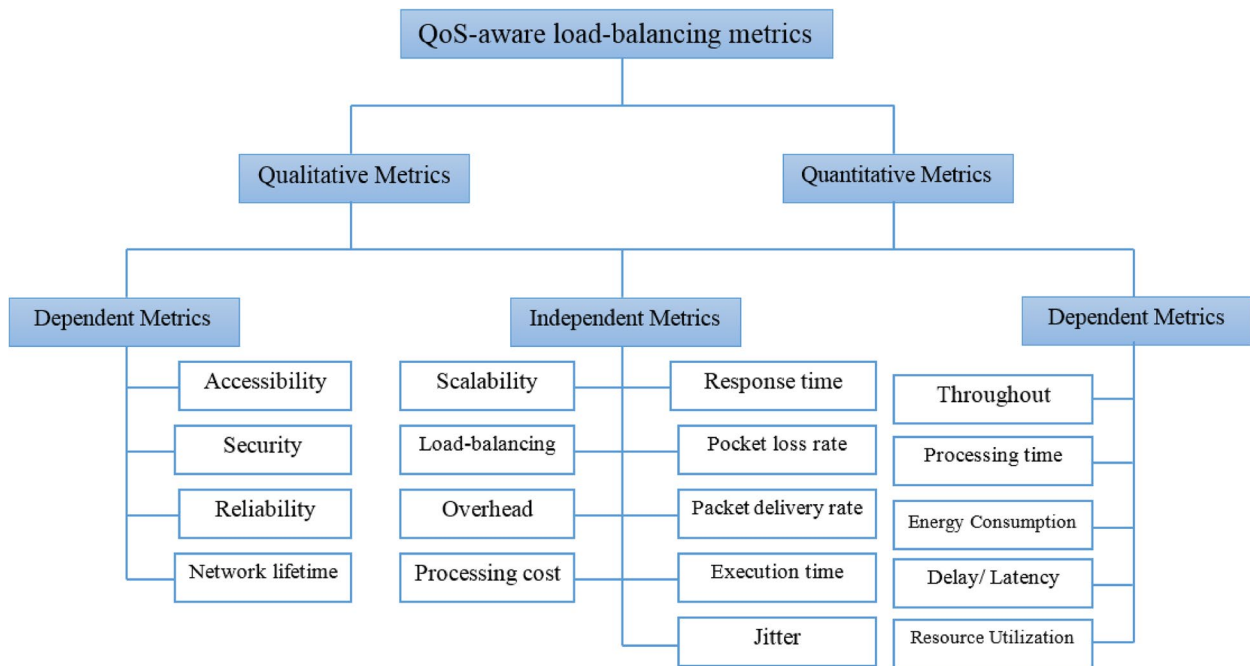 QoS-aware load-balancing metrics
Qualitative Metrics
Quantitative Metrics
Dependent Metrics
Independent Metrics
Dependent Metrics
Accessibility
Security
Reliability
Network lifetime
Scalability
Load-balancing
Overhead
Processing cost
Response time
Pocket loss rate
Packet delivery rate
Execution time
Jitter
Throughout
Processing time
Energy Consumption
Delay/ Latency
Resource Utilization